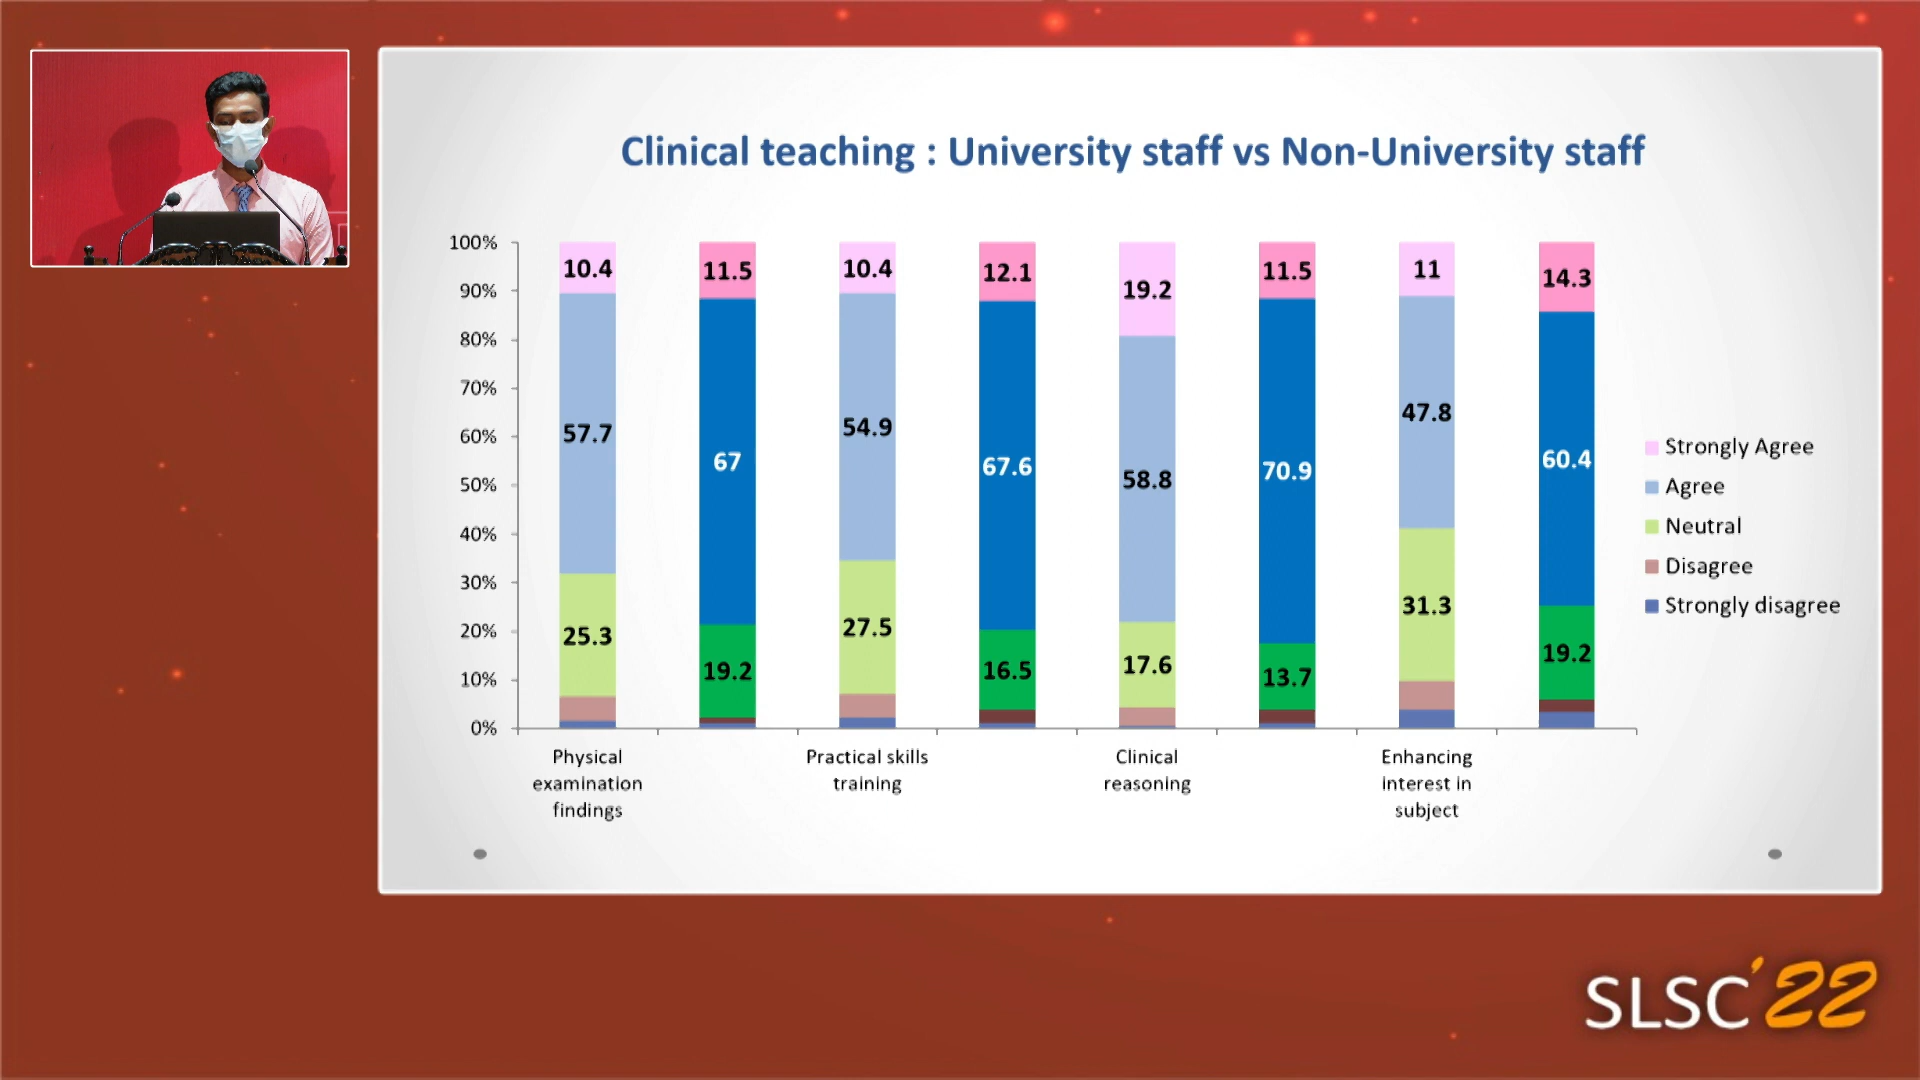 Clinical teaching : University staff vs Non-University staff
100%
90%
80%
70%
60%
50%
40%
30%
20%
10%
0%
10.4
57.7
25.3
11.5
67
19.2
10.4
54.9
27.5
12.1
67.6
16.5
19.2
58.8
17.6
11.5
70.9
13.7
11
47.8
31.3
14.3
60.4
19.2
Physical
examination
findings
Practical skills
training
Clinical
reasoning
Enhancing
interest in
subject
Strongly Agree
Agree
Neutral
Disagree
Strongly disagree
SLSC'22